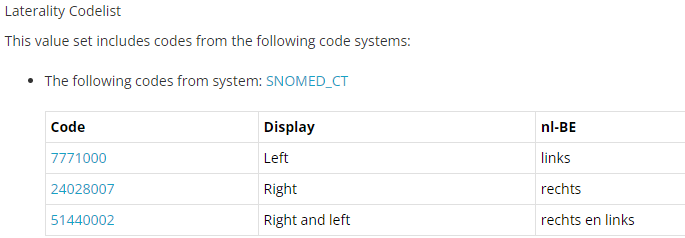 Laterality Codelist
This value set includes codes from the following code systems:
• The following codes from system: SNOMED_CT
Code Display nl-BE
7771000 Left links
24028007 Right rechts
51440002 Right and left rechts en links